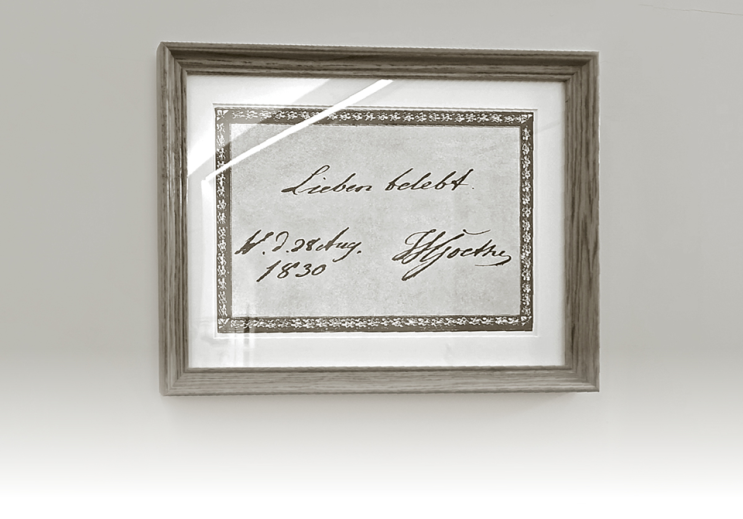 Lieben belebt.
W. d. 28 Aug.
1830
JWGoethe